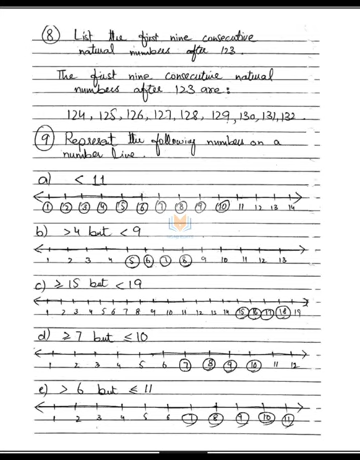 ⑧ List the first nine consecutive
natural numbers after 123.
The first nine consecutive natural
numbers after 123 are:
124, 125, 126, 127, 128, 129, 130, 131, 132
⑨ Represent the following numbers on a
number line.
a) < 11
① ② ③ ④ ⑤ ⑥ ⑦ ⑧ ⑨ ⑩ 11 12 13 14
b) >4 but < 9
1 2 3 4 ⑤ ⑥ ⑦ ⑧ 9 10 11 12 13
c) ≥ 15 but < 19
1 2 3 4 5 6 7 8 9 10 11 12 13 14 ⑮ ⑯ ⑰ ⑱ 19
d) ≥ 7 but ≤ 10
1 2 3 4 5 6 ⑦ ⑧ ⑨ ⑩ 11 12
e) > 6 but ≤ 11
1 2 3 4 5 6 ⑦ ⑧ ⑨ ⑩ ⑪